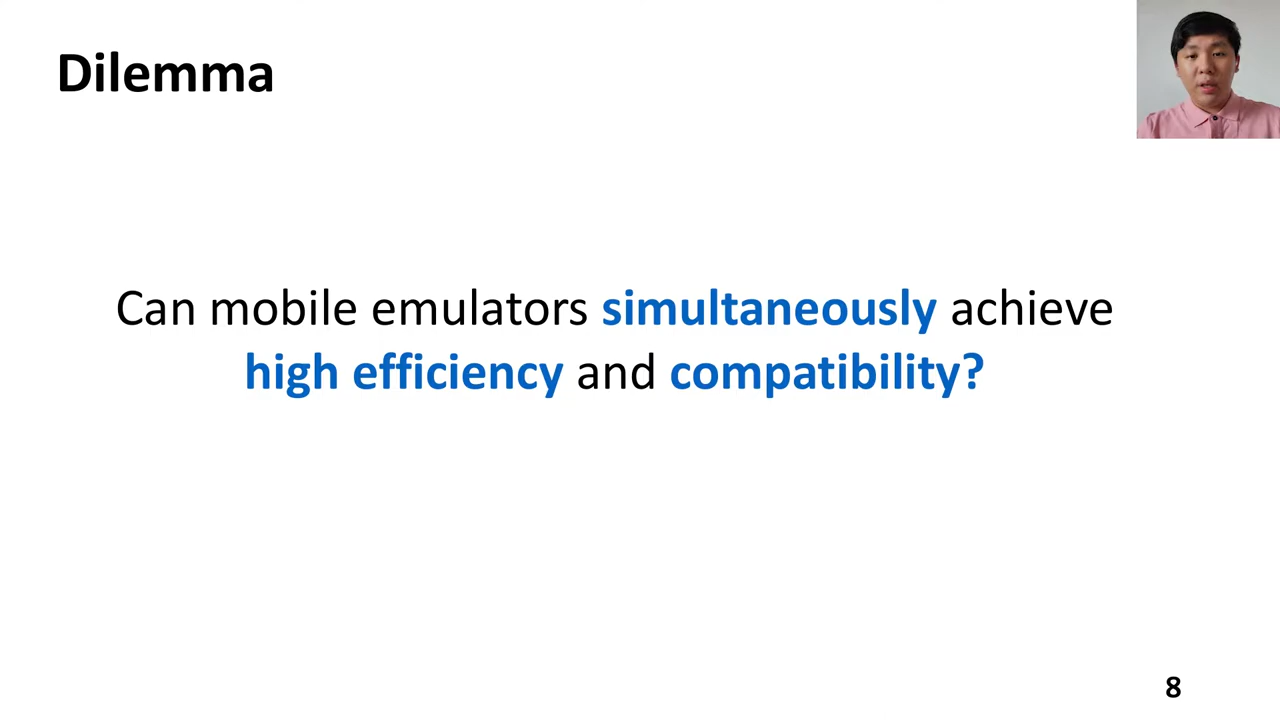 Dilemma
Can mobile emulators simultaneously achieve
high efficiency and compatibility?
8